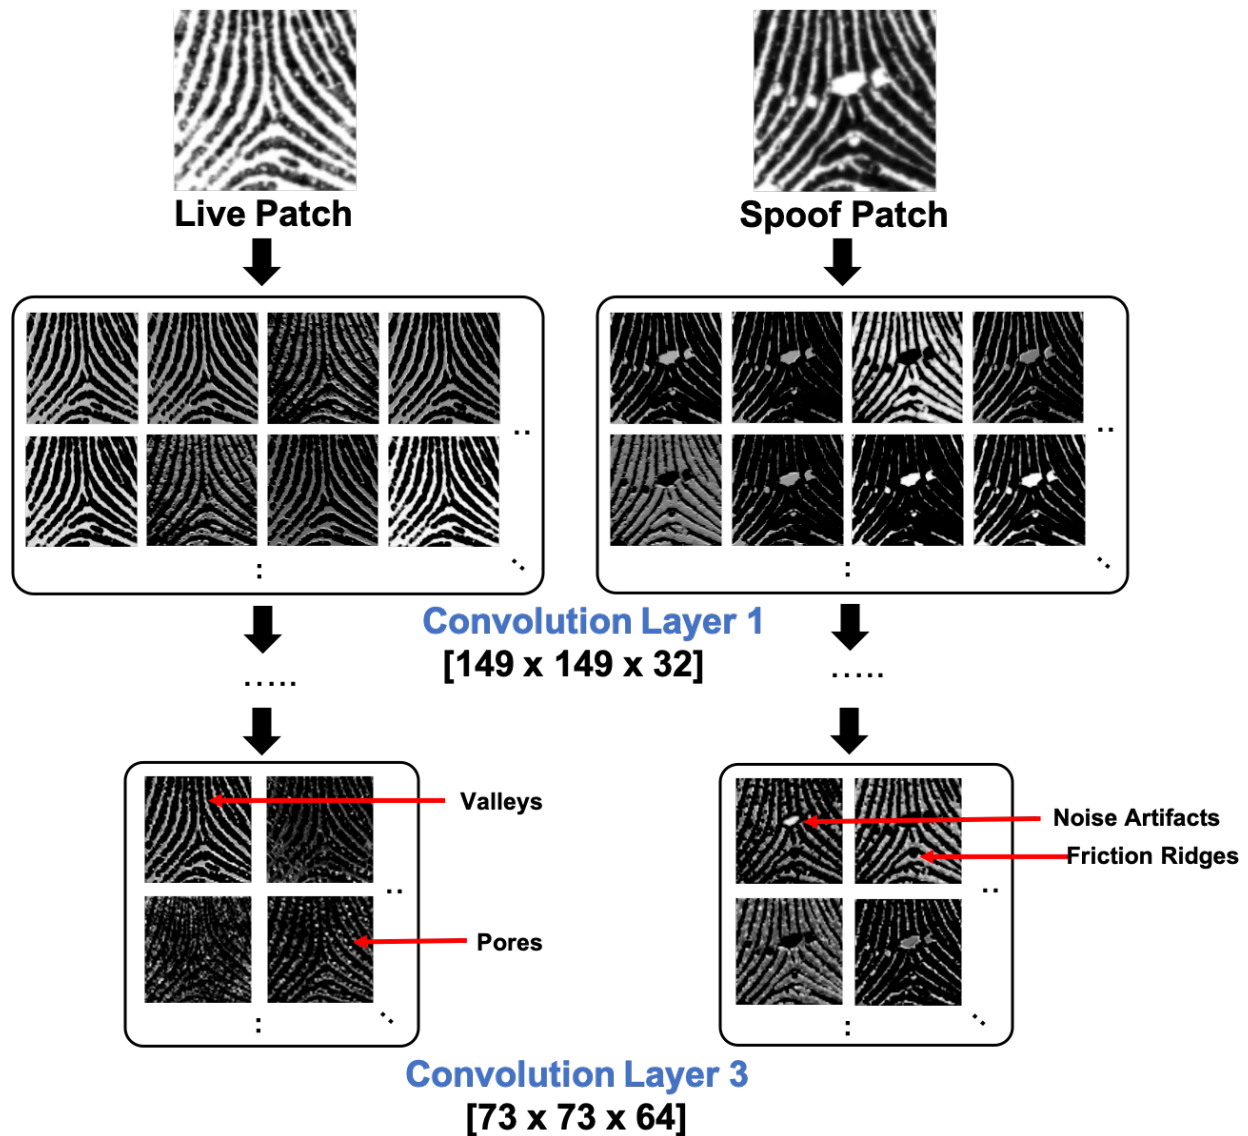 Live Patch
Spoof Patch
..
..
:
:
Convolution Layer 1
[149 x 149 x 32]
.....
.....
Valleys
Noise Artifacts
Friction Ridges
..
..
Pores
:
:
Convolution Layer 3
[73 x 73 x 64]